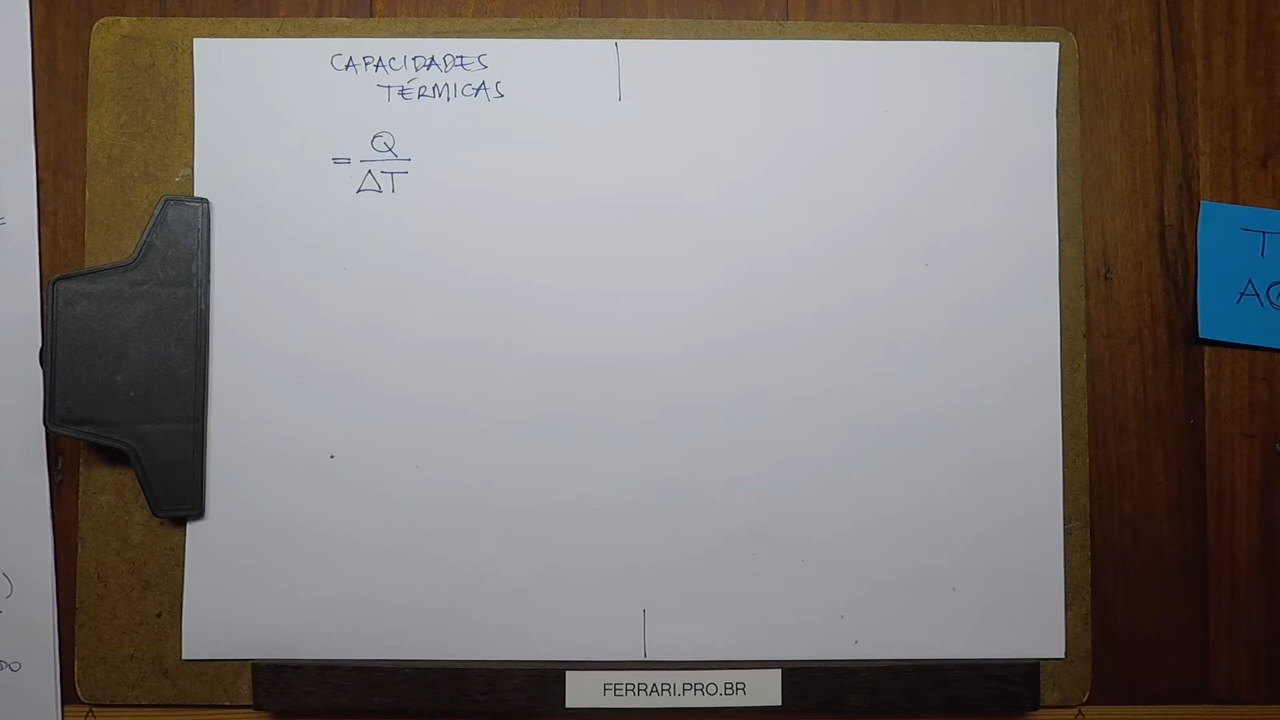 CAPACIDADES
TÉRMICAS
= Q
ΔT
FERRARI.PRO.BR